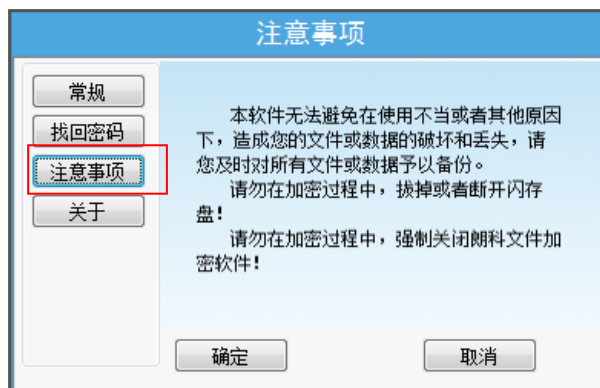 注意事项
常规
找回密码
注意事项
关于
本软件无法避免在使用不当或者其他原因
下，造成您的文件或数据的破坏和丢失，请
您及时对所有文件或数据予以备份。
请勿在加密过程中，拔掉或者断开闪存
盘！
请勿在加密过程中，强制关闭朗科文件加
密软件！
确定
取消